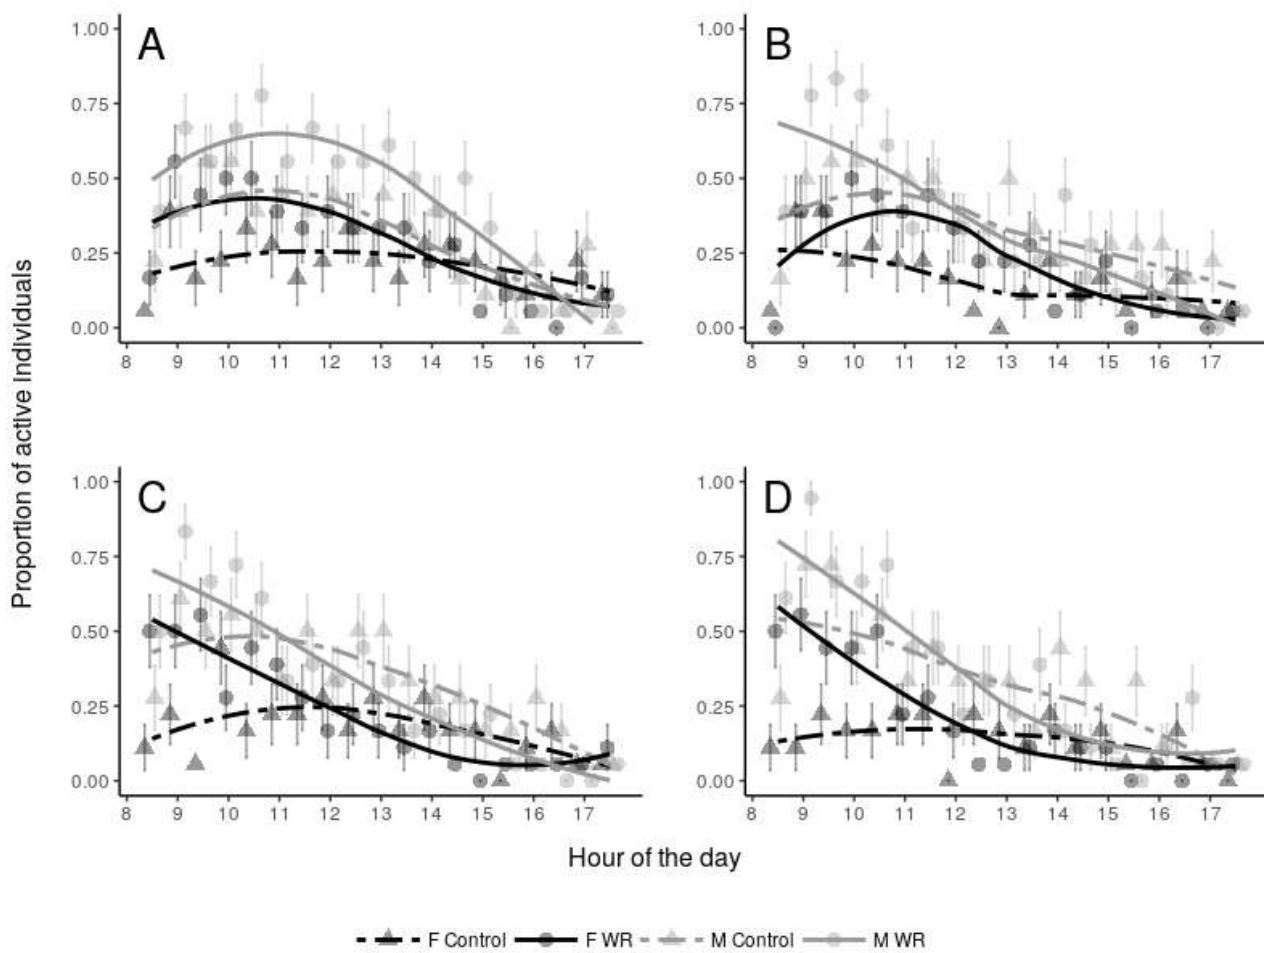 A
B
1.00
0.75
0.50
0.25
0.00
1.00
0.75
0.50
0.25
0.00
8 9 10 11 12 13 14 15 16 17
8 9 10 11 12 13 14 15 16 17
Proportion of active individuals
C
D
1.00
0.75
0.50
0.25
0.00
1.00
0.75
0.50
0.25
0.00
8 9 10 11 12 13 14 15 16 17
8 9 10 11 12 13 14 15 16 17
Hour of the day
F Control F WR M Control M WR